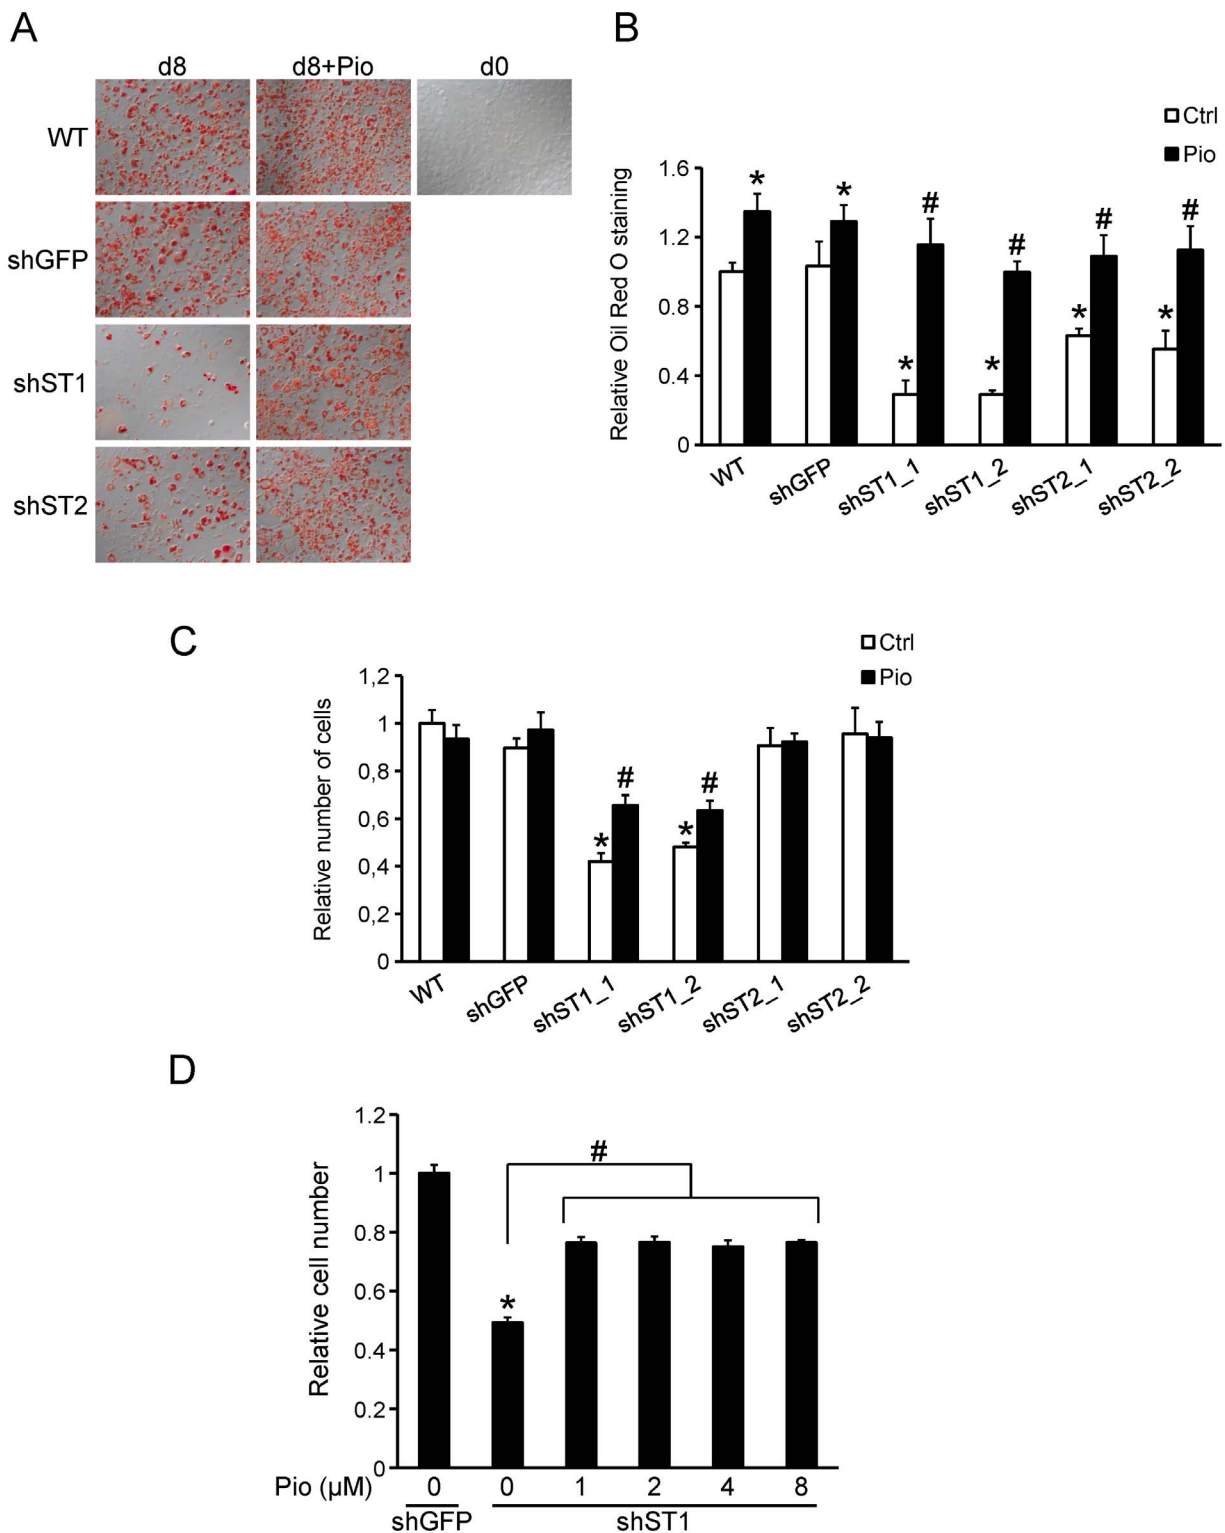 A
d8 d8+Pio d0
WT
shGFP
shST1
shST2
B
Ctrl
Pio
Relative Oil Red O staining
1.6
1.2
0.8
0.4
0
* * * # * # * # * #
WT shGFP shST1_1 shST1_2 shST2_1 shST2_2
C
Ctrl
Pio
Relative number of cells
1,2
1
0,8
0,6
0,4
0,2
0
* # * #
WT shGFP shST1_1 shST1_2 shST2_1 shST2_2
D
Relative cell number
1.2
1
0.8
0.6
0.4
0.2
0
#
*
Pio (μM) 0 0 1 2 4 8
shGFP shST1